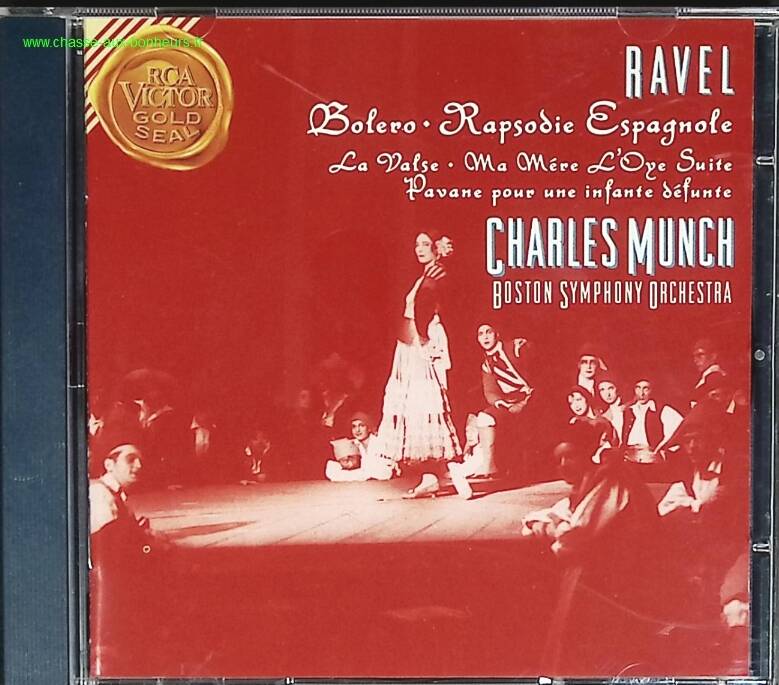 www.chasse-aux-bonheurs.fr
RCA
VICTOR
GOLD
SEAL
RAVEL
Bolero · Rapsodie Espagnole
La Valse · Ma Mére L'Oye Suite
Pavane pour une infante défunte
CHARLES MUNCH
BOSTON SYMPHONY ORCHESTRA